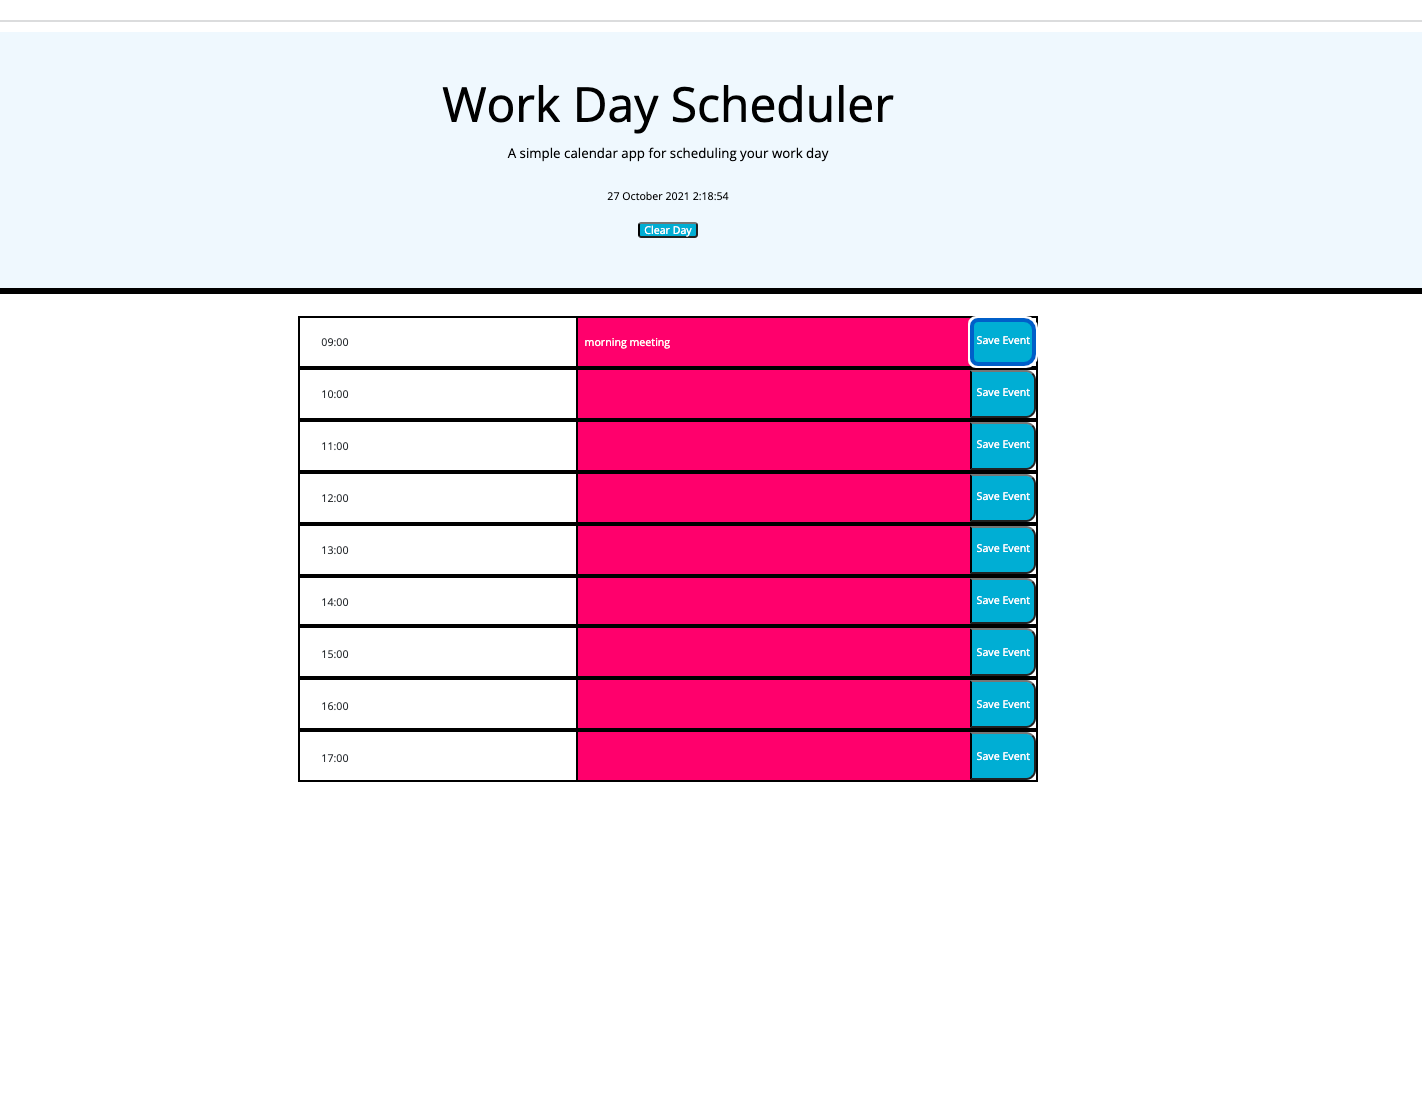 Work Day Scheduler
A simple calendar app for scheduling your work day
27 October 2021 2:18:54
Clear Day
09:00 morning meeting Save Event
10:00 Save Event
11:00 Save Event
12:00 Save Event
13:00 Save Event
14:00 Save Event
15:00 Save Event
16:00 Save Event
17:00 Save Event